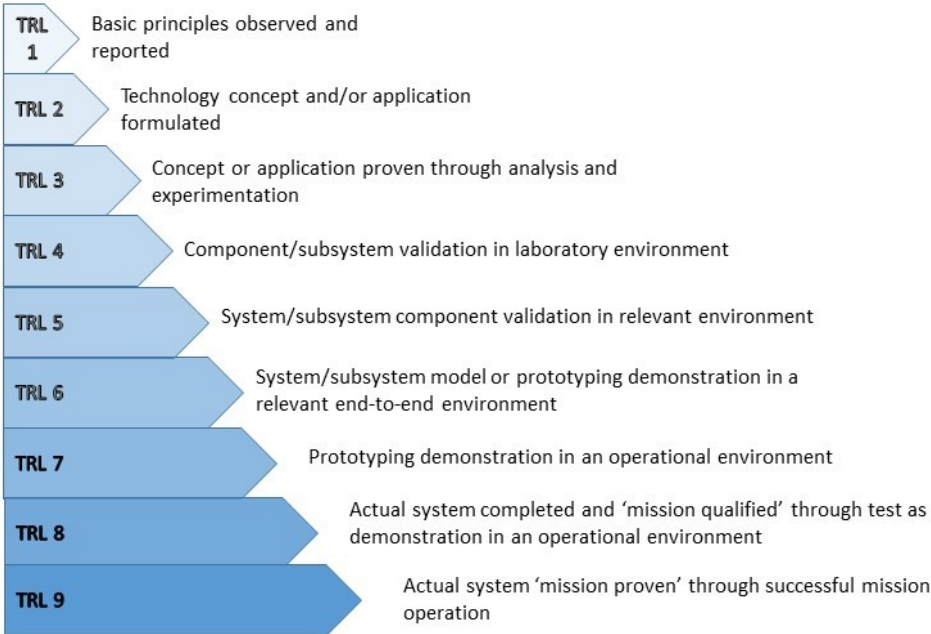 TRL
1
Basic principles observed and
reported
TRL 2
Technology concept and/or application
formulated
TRL 3
Concept or application proven through analysis and
experimentation
TRL 4
Component/subsystem validation in laboratory environment
TRL 5
System/subsystem component validation in relevant environment
TRL 6
System/subsystem model or prototyping demonstration in a
relevant end-to-end environment
TRL 7
Prototyping demonstration in an operational environment
TRL 8
Actual system completed and ‘mission qualified’ through test as
demonstration in an operational environment
TRL 9
Actual system ‘mission proven’ through successful mission
operation